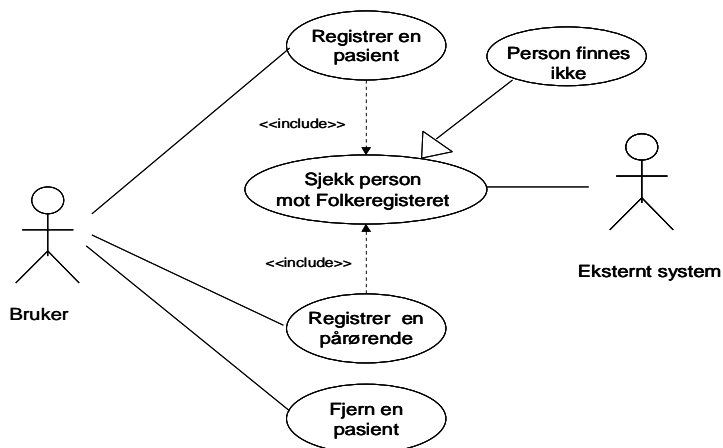 Registrer en
pasient
Person finnes
ikke
<<include>>
Sjekk person
mot Folkeregisteret
<<include>>
Eksternt system
Bruker
Registrer en
pårørende
Fjern en
pasient